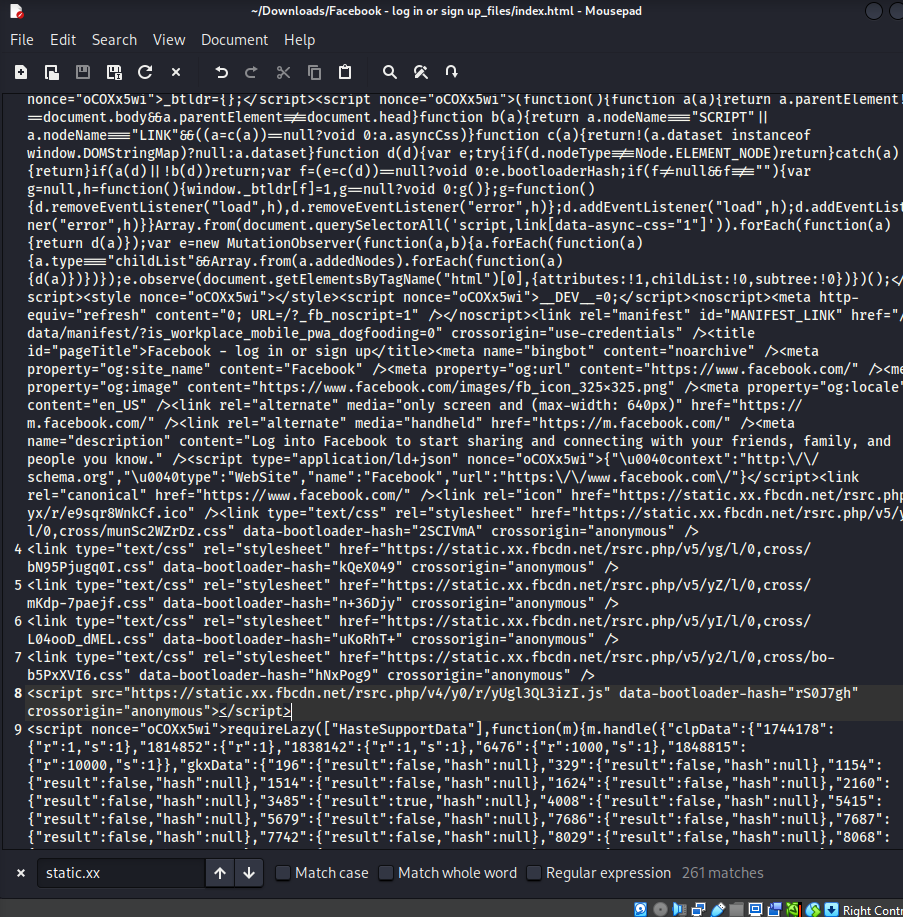 ~/Downloads/Facebook - log in or sign up_files/index.html - Mousepad
File Edit Search View Document Help
nonce="oCOXx5wi">_btldr={};</script><script nonce="oCOXx5wi">(function(){function a(a){return a.parentElement!
==document.body&&a.parentElement!==document.head}function b(a){return a.nodeName==="SCRIPT"||
a.nodeName==="LINK"&&((a=c(a))==null?void 0:a.asyncCss)}function c(a){return!(a.dataset instanceof
window.DOMStringMap)?null:a.dataset}function d(d){var e;try{if(d.nodeType!==Node.ELEMENT_NODE)return}catch(a)
{return}if(a(d)||!b(d))return;var f=(e=c(d))==null?void 0:e.bootloaderHash;if(f!=null&&f!==""){var
g=null,h=function(){window._btldr[f]=1,g==null?void 0:g()};g=function()
{d.removeEventListener("load",h),d.removeEventListener("error",h)};d.addEventListener("load",h);d.addEventListe
ner("error",h)}}Array.from(document.querySelectorAll('script,link[data-async-css="1"]')).forEach(function(a)
{return d(a)});var e=new MutationObserver(function(a,b){a.forEach(function(a)
{a.type==="childList"&&Array.from(a.addedNodes).forEach(function(a)
{d(a)})})});e.observe(document.getElementsByTagName("html")[0],{attributes:!1,childList:!0,subtree:!0})})();</
script><style nonce="oCOXx5wi"></style><script nonce="oCOXx5wi">__DEV__=0;</script><noscript><meta http-
equiv="refresh" content="0; URL=/?_fb_noscript=1" /></noscript><link rel="manifest" id="MANIFEST_LINK" href="/
data/manifest/?is_workplace_mobile_pwa_dogfooding=0" crossorigin="use-credentials" /><title
id="pageTitle">Facebook - log in or sign up</title><meta name="bingbot" content="noarchive" /><meta
property="og:site_name" content="Facebook" /><meta property="og:url" content="https://www.facebook.com/" /><me
property="og:image" content="https://www.facebook.com/images/fb_icon_325x325.png" /><meta property="og:locale"
content="en_US" /><link rel="alternate" media="only screen and (max-width: 640px)" href="https://
m.facebook.com/" /><link rel="alternate" media="handheld" href="https://m.facebook.com/" /><meta
name="description" content="Log into Facebook to start sharing and connecting with your friends, family, and
people you know." /><script type="application/ld+json" nonce="oCOXx5wi">{"\u0040context":"http:\/\/
schema.org","\u0040type":"WebSite","name":"Facebook","url":"https:\/\/www.facebook.com\/"}</script><link
rel="canonical" href="https://www.facebook.com/" /><link rel="icon" href="https://static.xx.fbcdn.net/rsrc.php
yx/r/e9sqr8WnkCf.ico" /><link type="text/css" rel="stylesheet" href="https://static.xx.fbcdn.net/rsrc.php/v5/y
l/0,cross/munSc2WZrDz.css" data-bootloader-hash="2SCIVmA" crossorigin="anonymous" />
4 <link type="text/css" rel="stylesheet" href="https://static.xx.fbcdn.net/rsrc.php/v5/yg/l/0,cross/
bN95Pjugq0I.css" data-bootloader-hash="kQeX049" crossorigin="anonymous" />
5 <link type="text/css" rel="stylesheet" href="https://static.xx.fbcdn.net/rsrc.php/v5/yZ/l/0,cross/
mKdp-7paejf.css" data-bootloader-hash="n+36Djy" crossorigin="anonymous" />
6 <link type="text/css" rel="stylesheet" href="https://static.xx.fbcdn.net/rsrc.php/v5/yI/l/0,cross/
L04ooD_dMEL.css" data-bootloader-hash="uKoRhT+" crossorigin="anonymous" />
7 <link type="text/css" rel="stylesheet" href="https://static.xx.fbcdn.net/rsrc.php/v5/y2/l/0,cross/bo-
b5PxXVI6.css" data-bootloader-hash="hNxPog9" crossorigin="anonymous" />
8 <script src="https://static.xx.fbcdn.net/rsrc.php/v4/y0/r/yUgl3QL3izI.js" data-bootloader-hash="rS0J7gh"
crossorigin="anonymous"></script>
9 <script nonce="oCOXx5wi">requireLazy(["HasteSupportData"],function(m){m.handle({"clpData":{"1744178":
{"r":1,"s":1},"1814852":{"r":1},"1838142":{"r":1,"s":1},"6476":{"r":1000,"s":1},"1848815":
{"r":10000,"s":1}},"gkxData":{"196":{"result":false,"hash":null},"329":{"result":false,"hash":null},"1154":
{"result":false,"hash":null},"1514":{"result":false,"hash":null},"1624":{"result":false,"hash":null},"2160":
{"result":false,"hash":null},"3485":{"result":true,"hash":null},"4008":{"result":false,"hash":null},"5415":
{"result":false,"hash":null},"5679":{"result":false,"hash":null},"7686":{"result":false,"hash":null},"7687":
{"result":false,"hash":null},"7742":{"result":false,"hash":null},"8029":{"result":false,"hash":null},"8068":
static.xx Match case Match whole word Regular expression 261 matches
Right Contr